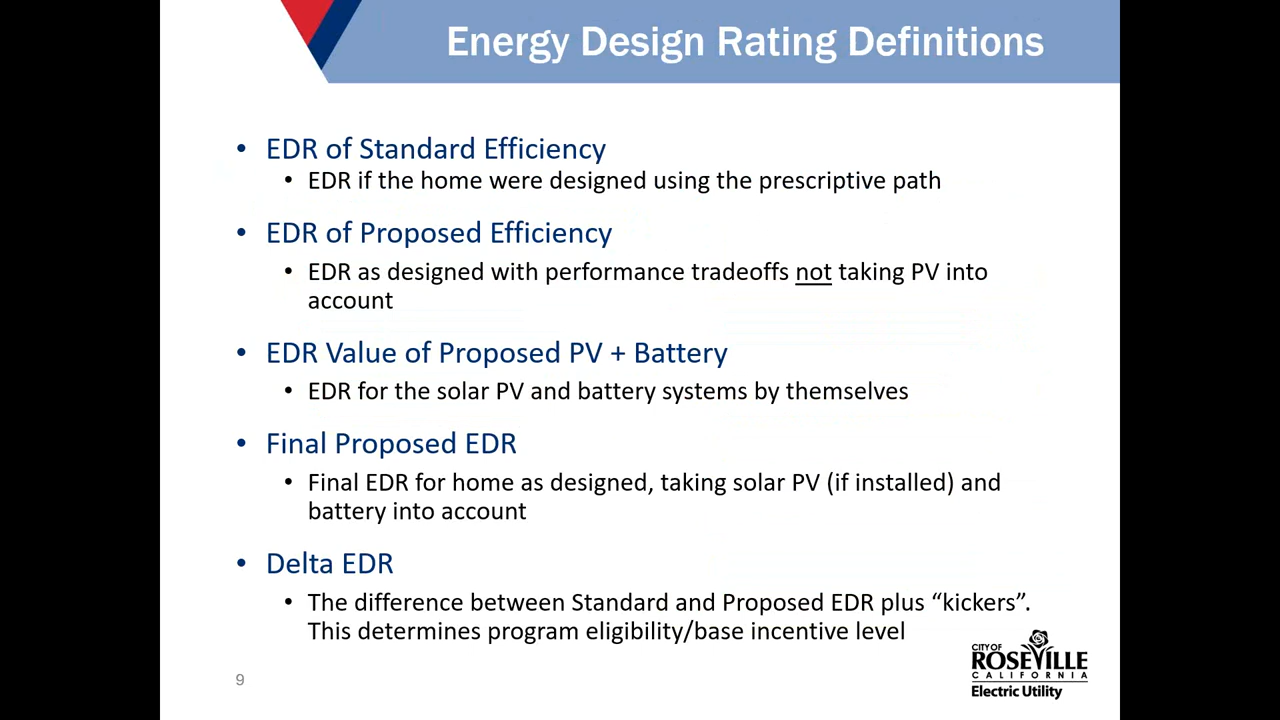 Energy Design Rating Definitions
• EDR of Standard Efficiency
• EDR if the home were designed using the prescriptive path
• EDR of Proposed Efficiency
• EDR as designed with performance tradeoffs not taking PV into
account
• EDR Value of Proposed PV + Battery
• EDR for the solar PV and battery systems by themselves
• Final Proposed EDR
• Final EDR for home as designed, taking solar PV (if installed) and
battery into account
• Delta EDR
• The difference between Standard and Proposed EDR plus “kickers”.
This determines program eligibility/base incentive level
CITY OF
ROSEVILLE
CALIFORNIA
Electric Utility
9